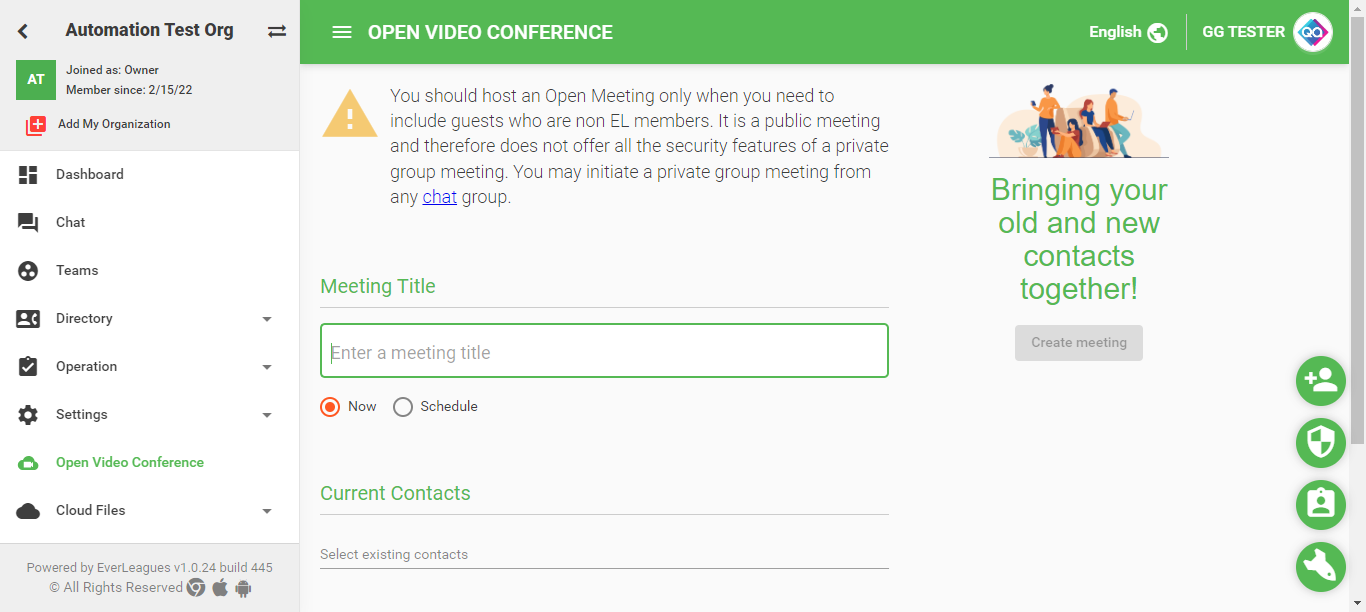 Automation Test Org
AT
Joined as: Owner
Member since: 2/15/22
Add My Organization
Dashboard
Chat
Teams
Directory
Operation
Settings
Open Video Conference
Cloud Files
Powered by EverLeagues v1.0.24 build 445
© All Rights Reserved
OPEN VIDEO CONFERENCE
English
GG TESTER
QA
You should host an Open Meeting only when you need to
include guests who are non EL members. It is a public meeting
and therefore does not offer all the security features of a private
group meeting. You may initiate a private group meeting from
any chat group.
Meeting Title
Enter a meeting title
Now
Schedule
Current Contacts
Select existing contacts
Bringing your
old and new
contacts
together!
Create meeting